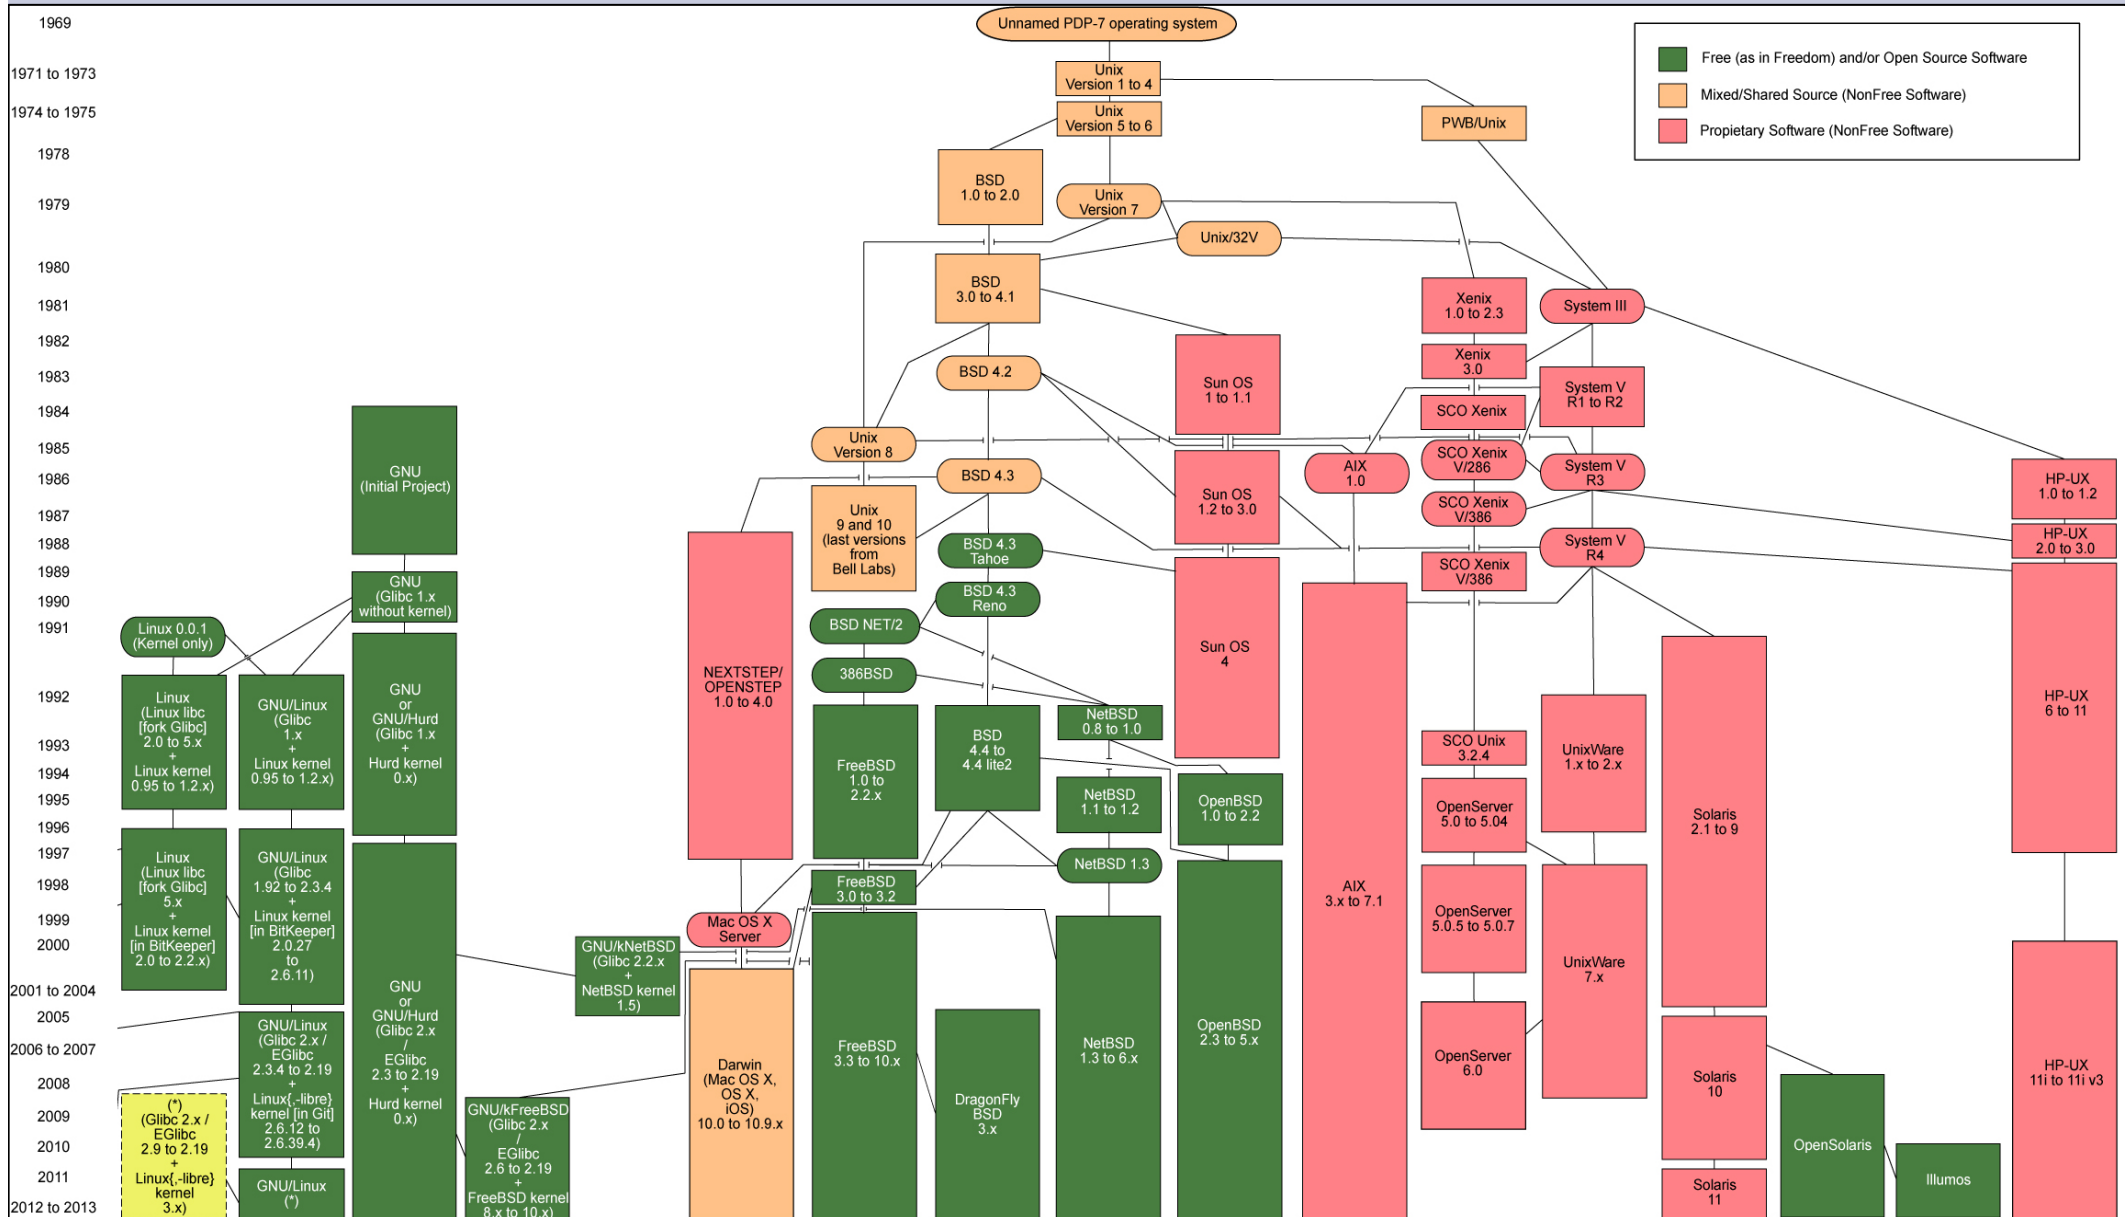 1969
1971 to 1973
1974 to 1975
1978
1979
1980
1981
1982
1983
1984
1985
1986
1987
1988
1989
1990
1991
1992
1993
1994
1995
1996
1997
1998
1999
2000
2001 to 2004
2005
2006 to 2007
2008
2009
2010
2011
2012 to 2013
Free (as in Freedom) and/or Open Source Software
Mixed/Shared Source (NonFree Software)
Propietary Software (NonFree Software)
Unnamed PDP-7 operating system
Unix
Version 1 to 4
Unix
Version 5 to 6
PWB/Unix
BSD
1.0 to 2.0
Unix
Version 7
Unix/32V
BSD
3.0 to 4.1
Xenix
1.0 to 2.3
System III
Sun OS
1 to 1.1
Xenix
3.0
BSD 4.2
System V
R1 to R2
SCO Xenix
GNU
(Initial Project)
Unix
Version 8
SCO Xenix
V/286
AIX
1.0
System V
R3
BSD 4.3
Sun OS
1.2 to 3.0
HP-UX
1.0 to 1.2
Unix
9 and 10
(last versions
from
Bell Labs)
SCO Xenix
V/386
HP-UX
2.0 to 3.0
BSD 4.3
Tahoe
System V
R4
SCO Xenix
V/386
GNU
(Glibc 1.x
without kernel)
BSD 4.3
Reno
Linux 0.0.1
(Kernel only)
BSD NET/2
Sun OS
4
386BSD
NEXTSTEP/
OPENSTEP
1.0 to 4.0
Linux
(Linux libc
[fork Glibc]
2.0 to 5.x
+
Linux kernel
0.95 to 1.2.x)
GNU/Linux
(Glibc
1.x
+
Linux kernel
0.95 to 1.2.x)
GNU
or
GNU/Hurd
(Glibc 1.x
+
Hurd kernel
0.x)
HP-UX
6 to 11
NetBSD
0.8 to 1.0
BSD
4.4 to
4.4 lite2
SCO Unix
3.2.4
UnixWare
1.x to 2.x
FreeBSD
1.0 to
2.2.x
NetBSD
1.1 to 1.2
OpenBSD
1.0 to 2.2
OpenServer
5.0 to 5.04
Solaris
2.1 to 9
NetBSD 1.3
Linux
(Linux libc
[fork Glibc]
5.x
+
Linux kernel
[in BitKeeper]
2.0 to 2.2.x)
GNU/Linux
(Glibc
1.92 to 2.3.4
+
Linux kernel
[in BitKeeper]
2.0.27
to
2.6.11)
FreeBSD
3.0 to 3.2
AIX
3.x to 7.1
OpenServer
5.0.5 to 5.0.7
Mac OS X
Server
GNU/kNetBSD
(Glibc 2.2.x
+
NetBSD kernel
1.5)
UnixWare
7.x
GNU
or
GNU/Hurd
(Glibc 2.x
/
EGlibc
2.3 to 2.19
+
Hurd kernel
0.x)
GNU/Linux
(Glibc 2.x /
EGlibc
2.3.4 to 2.19
+
Linux{,-libre}
kernel [in Git]
2.6.12 to
2.6.39.4)
Darwin
(Mac OS X,
OS X,
iOS)
10.0 to 10.9.x
FreeBSD
3.3 to 10.x
NetBSD
1.3 to 6.x
OpenBSD
2.3 to 5.x
OpenServer
6.0
Solaris
10
HP-UX
11i to 11i v3
DragonFly
BSD
3.x
(*)
(Glibc 2.x /
EGlibc
2.9 to 2.19
+
Linux{,-libre}
kernel
3.x)
GNU/kFreeBSD
(Glibc 2.x
/
EGlibc
2.6 to 2.19
+
FreeBSD kernel
8.x to 10.x)
GNU/Linux
(*)
OpenSolaris
Illumos
Solaris
11